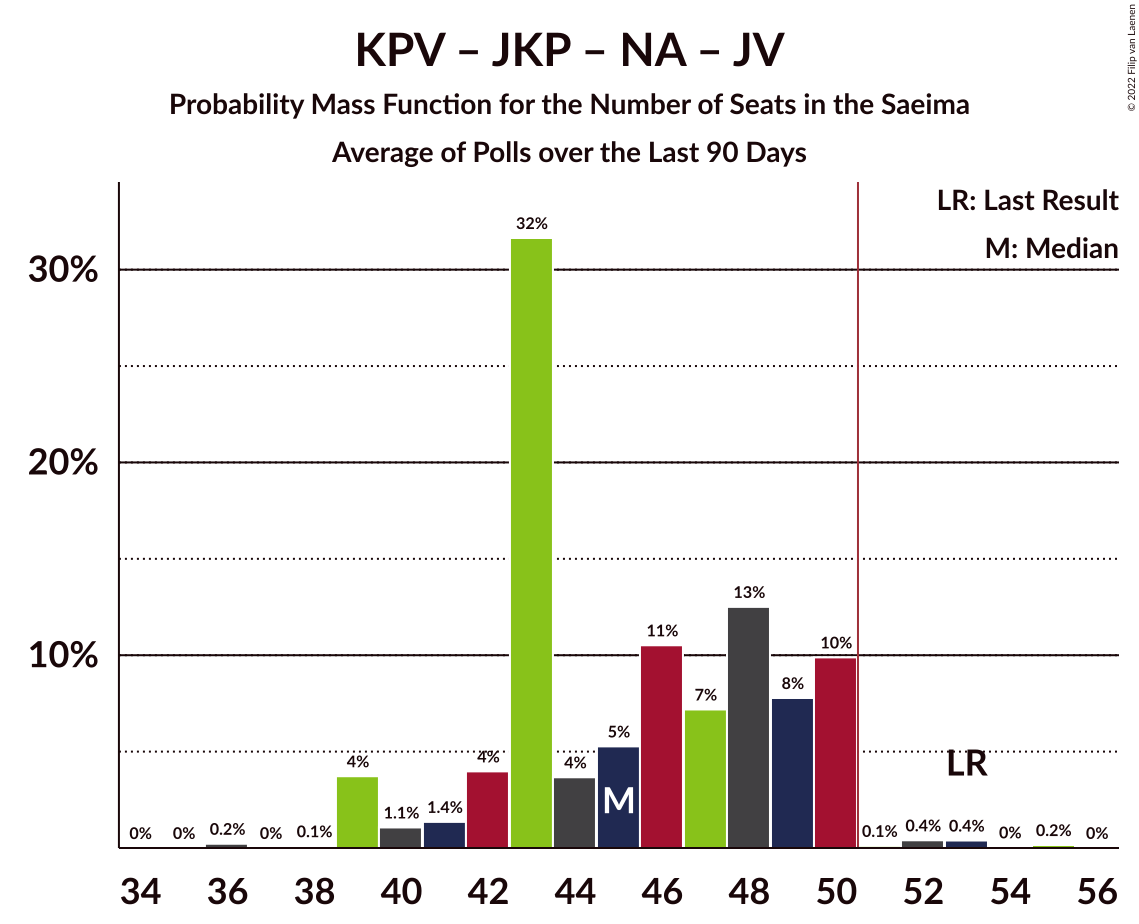 KPV – JKP – NA – JV
Probability Mass Function for the Number of Seats in the Saeima
Average of Polls over the Last 90 Days
© 2022 Filip van Laenen
LR: Last Result
M: Median
30%
20%
10%
0% 0% 0.2% 0% 0.1% 4% 1.1% 1.4% 4% 32% 4% 5% 11% 7% 13% 8% 10% 0.1% 0.4% 0.4% 0% 0.2% 0%
M
LR
34 36 38 40 42 44 46 48 50 52 54 56